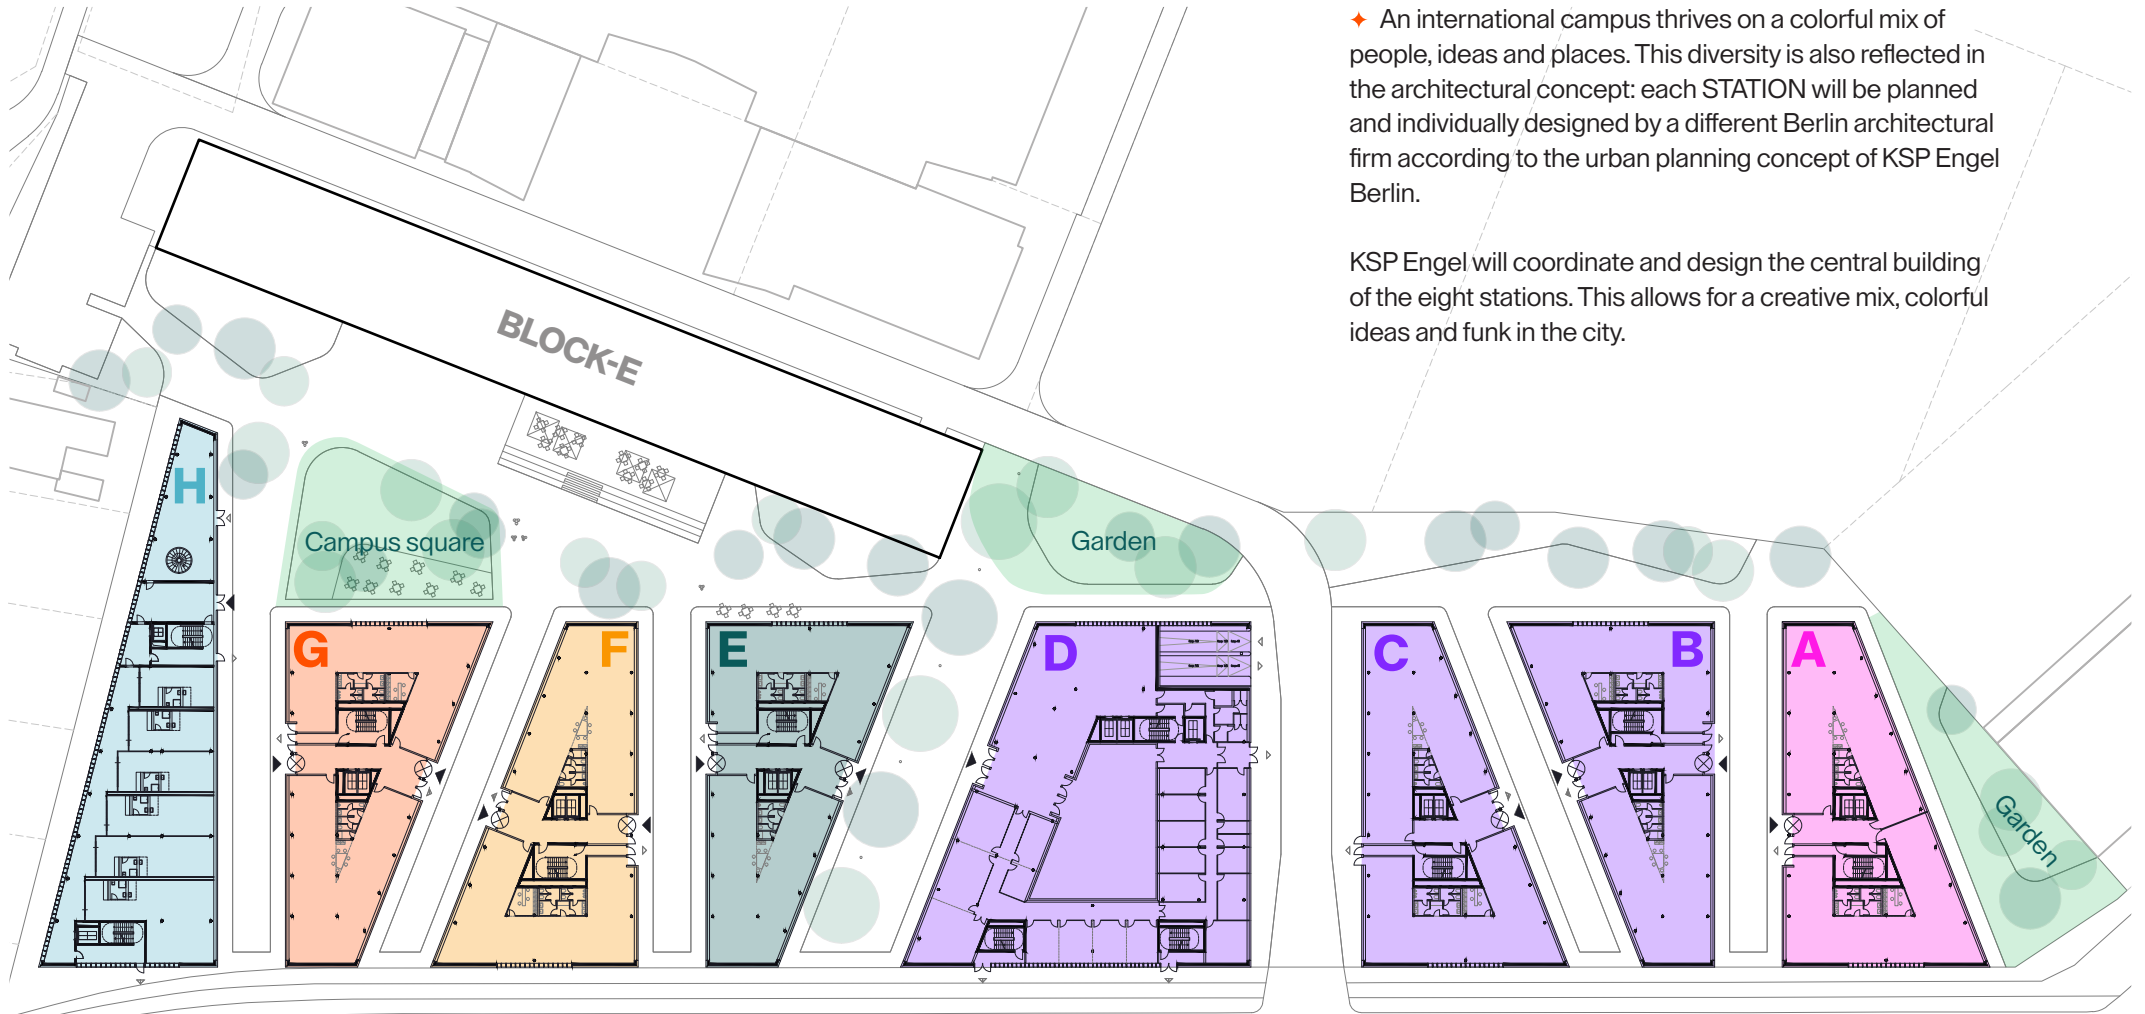 ✦ An international campus thrives on a colorful mix of
people, ideas and places. This diversity is also reflected in
the architectural concept: each STATION will be planned
and individually designed by a different Berlin architectural
firm according to the urban planning concept of KSP Engel
Berlin.
KSP Engel will coordinate and design the central building
of the eight stations. This allows for a creative mix, colorful
ideas and funk in the city.
BLOCK-E
H
Campus square
Garden
G
F
E
D
C
B
A
Garden